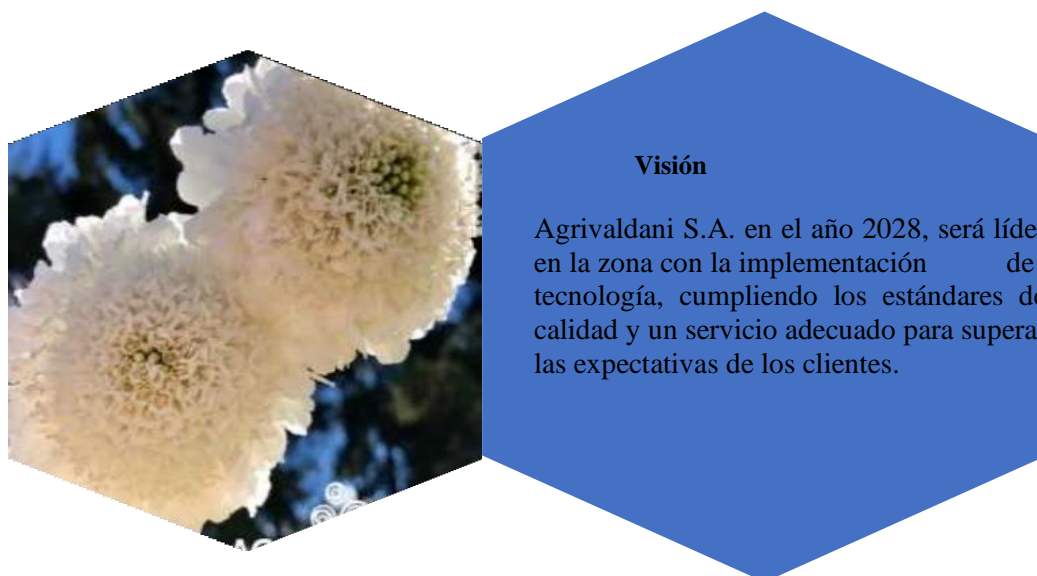 Visión
Agrivaldani S.A. en el año 2028, será líde
en la zona con la implementación de
tecnología, cumpliendo los estándares de
calidad y un servicio adecuado para supera
las expectativas de los clientes.